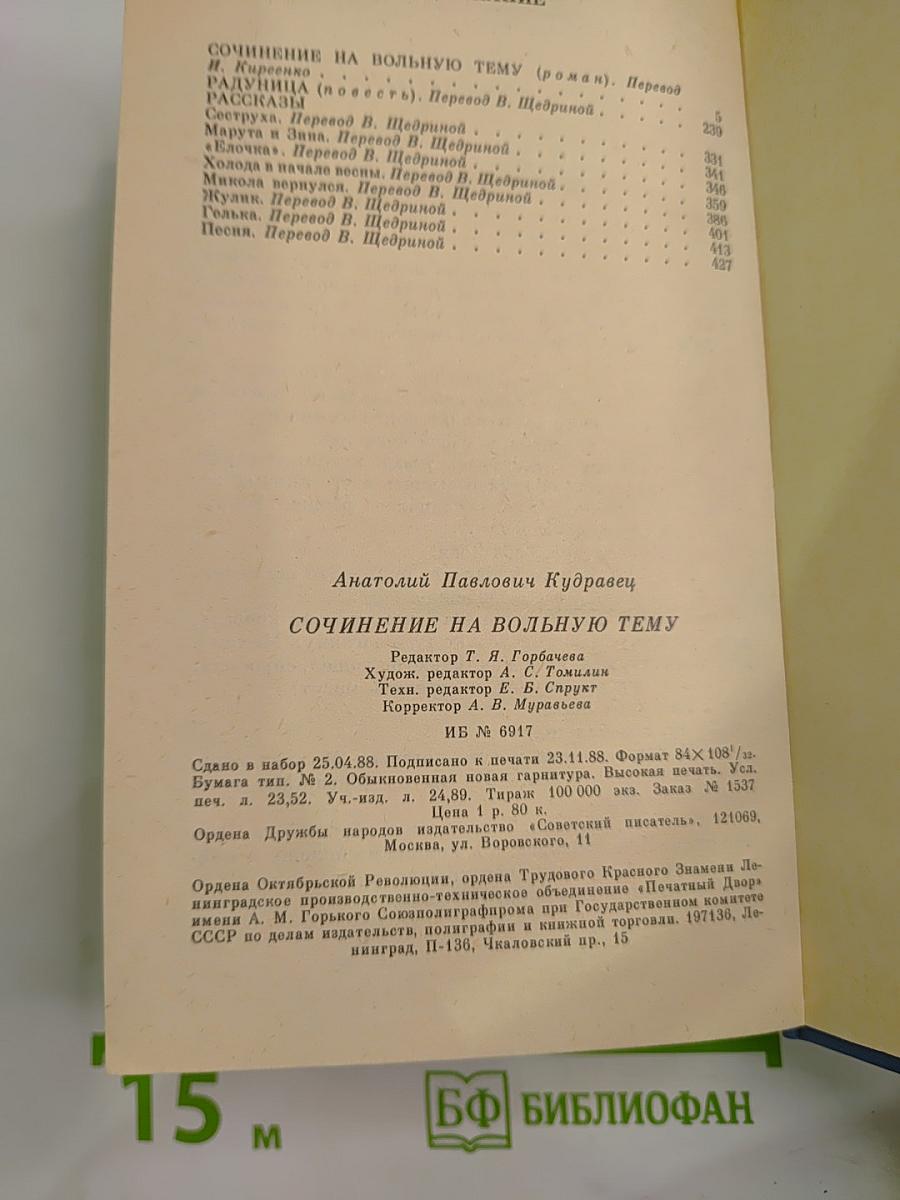 СОЧИНЕНИЕ НА ВОЛЬНУЮ ТЕМУ (роман). Перевод
И. Киреенко . . . . . . . . . . . . . . . . 5
РАДУНИЦА (повесть). Перевод В. Щедриной . . . . . 239
РАССКАЗЫ
Сеструха. Перевод В. Щедриной . . . . . . . . . . 331
Марута и Зина. Перевод В. Щедриной . . . . . . . . 341
«Елочка». Перевод В. Щедриной . . . . . . . . . . 346
Холода в начале весны. Перевод В. Щедриной . . . . . . 359
Микола вернулся. Перевод В. Щедриной . . . . . . . 386
Жулик. Перевод В. Щедриной . . . . . . . . . . . 401
Гелька. Перевод В. Щедриной . . . . . . . . . . . 413
Песня. Перевод В. Щедриной . . . . . . . . . . . 427
Анатолий Павлович Кудравец
СОЧИНЕНИЕ НА ВОЛЬНУЮ ТЕМУ
Редактор Т. Я. Горбачева
Худож. редактор А. С. Томилин
Техн. редактор Е. Б. Спрукт
Корректор А. В. Муравьева
ИБ № 6917
Сдано в набор 25.04.88. Подписано к печати 23.11.88. Формат 84×108¹/₃₂.
Бумага тип. № 2. Обыкновенная новая гарнитура. Высокая печать. Усл.
печ. л. 23,52. Уч.-изд. л. 24,89. Тираж 100 000 экз. Заказ № 1537
Цена 1 р. 80 к.
Ордена Дружбы народов издательство «Советский писатель», 121069,
Москва, ул. Воровского, 11
Ордена Октябрьской Революции, ордена Трудового Красного Знамени Ле-
нинградское производственно-техническое объединение «Печатный Двор»
имени А. М. Горького Союзполиграфпрома при Государственном комитете
СССР по делам издательств, полиграфии и книжной торговли. 197136, Ле-
нинград, П-136, Чкаловский пр., 15
15 м
БФ БИБЛИОФАН